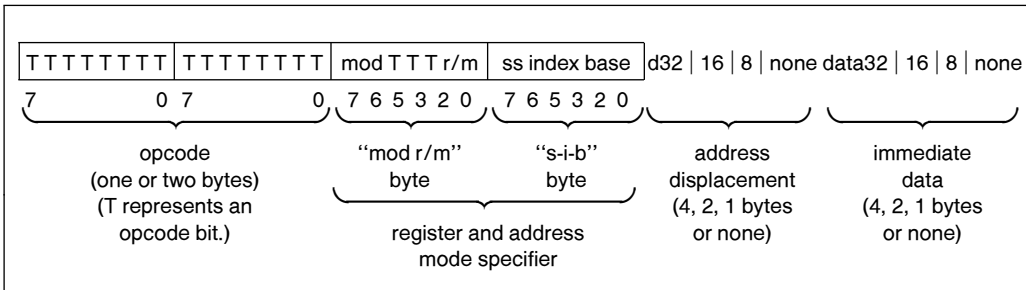 T T T T T T T T T T T T T T T T mod T T T r/m ss index base d32 | 16 | 8 | none data32 | 16 | 8 | none
7 0 7 0 7 6 5 3 2 0 7 6 5 3 2 0
opcode
(one or two bytes)
(T represents an
opcode bit.)
“mod r/m”
byte
“s-i-b”
byte
register and address
mode specifier
address
displacement
(4, 2, 1 bytes
or none)
immediate
data
(4, 2, 1 bytes
or none)